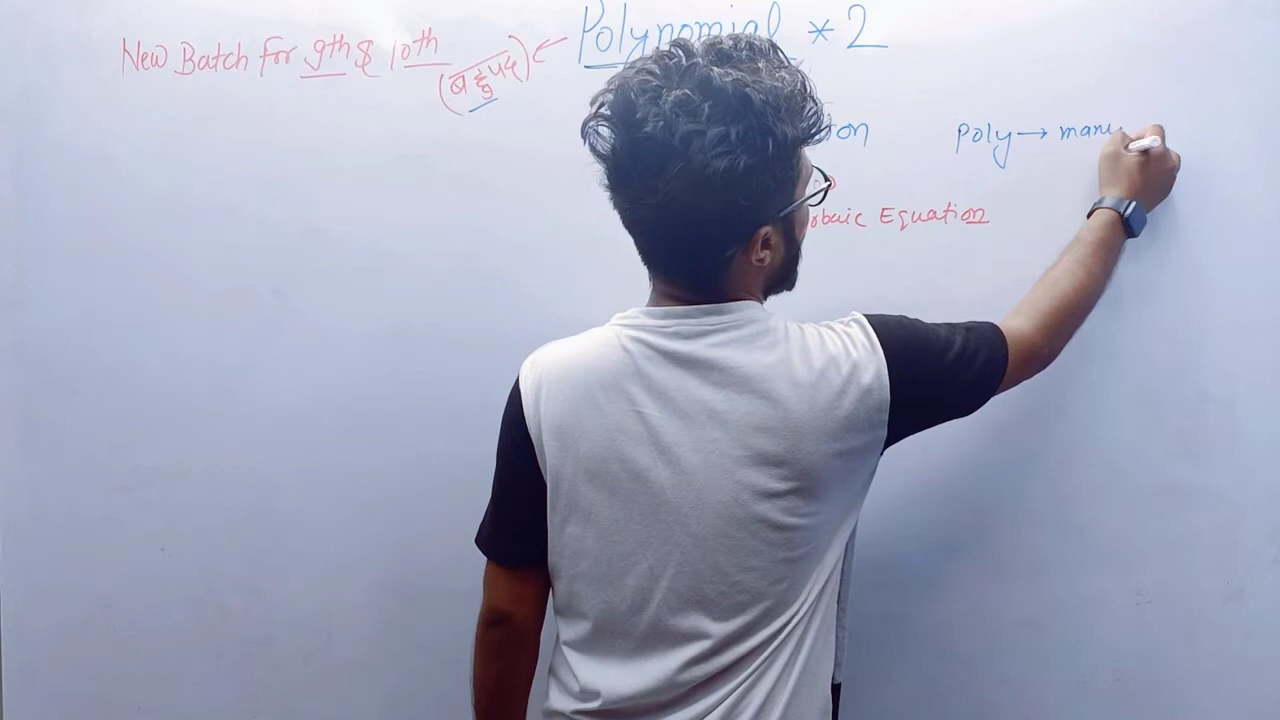 New Batch for 9th & 10th (बहुपद) ← Polynomial * 2
Poly → many
Equation